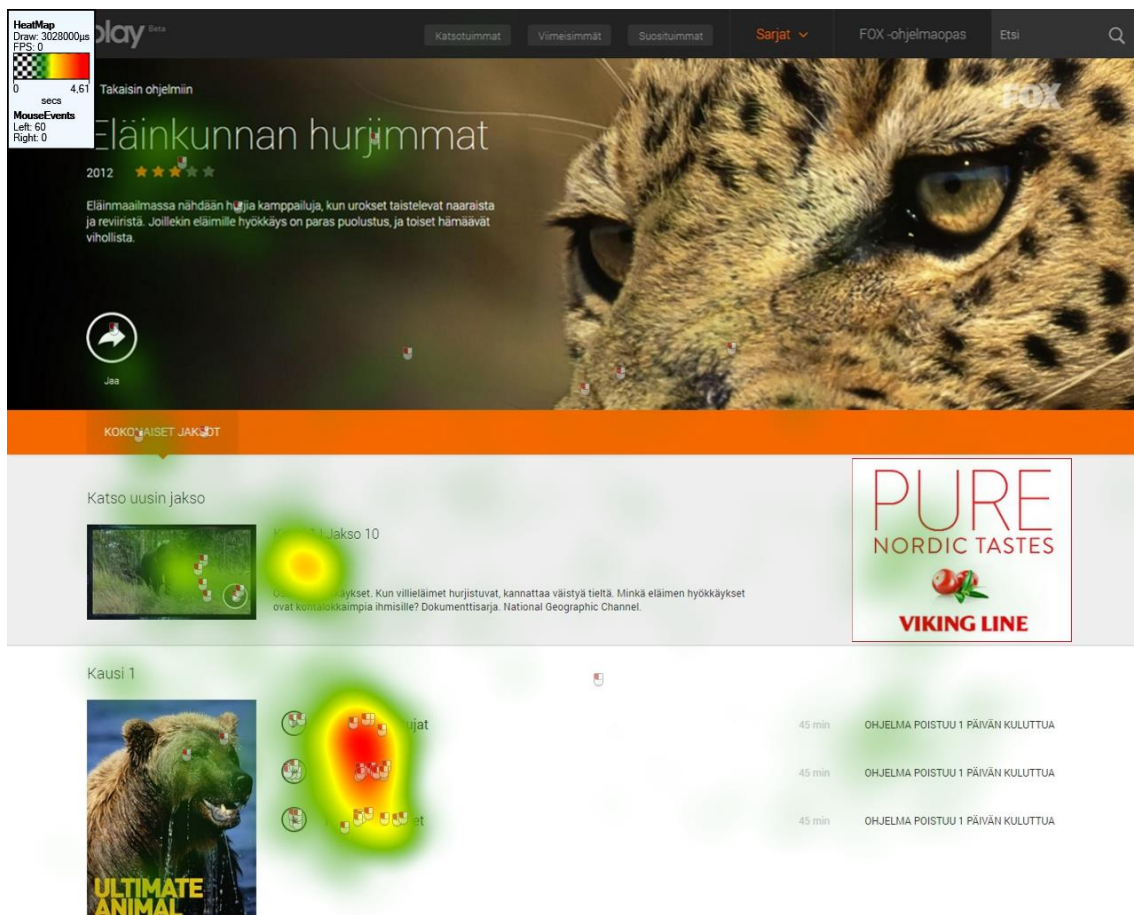 HeatMap
Draw: 3028000µs
FPS: 0
0 4,61
secs
MouseEvents
Left: 60
Right: 0
play Beta
Katsotuimmat Viimeisimmät Suosituimmat Sarjat FOX -ohjelmaopas Etsi
Takaisin ohjelmiin
FOX
Eläinkunnan hurjimmat
2012
Eläinmaailmassa nähdään hurjia kamppailuja, kun urokset taistelevat naaraista
ja reviiristä. Joillekin eläimille hyökkäys on paras puolustus, ja toiset hämäävät
vihollista.
Jaa
KOKONAISET JAKSOT
Katso uusin jakso
Jakso 10
Kun villieläimet hurjistuvat, kannattaa väistyä tieltä. Minkä eläimen hyökkäykset
ovat kohtalokkaimpia ihmisille? Dokumenttisarja. National Geographic Channel.
PURE
NORDIC TASTES
VIKING LINE
Kausi 1
45 min OHJELMA POISTUU 1 PÄIVÄN KULUTTUA
45 min OHJELMA POISTUU 1 PÄIVÄN KULUTTUA
45 min OHJELMA POISTUU 1 PÄIVÄN KULUTTUA
ULTIMATE
ANIMAL